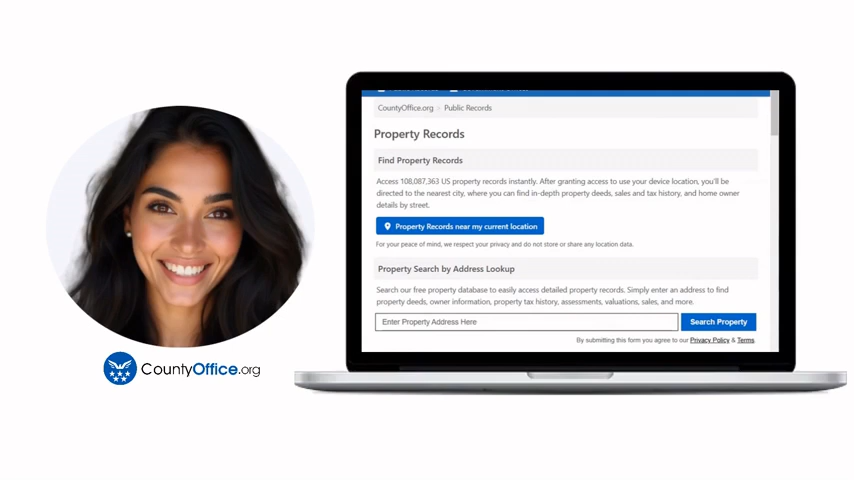 CountyOffice.org
CountyOffice.org > Public Records
Property Records
Find Property Records
Access 108,087,363 US property records instantly. After granting access to use your device location, you'll be
directed to the nearest city, where you can find in-depth property deeds, sales and tax history, and home owner
details by street.
Property Records near my current location
For your peace of mind, we respect your privacy and do not store or share any location data.
Property Search by Address Lookup
Search our free property database to easily access detailed property records. Simply enter an address to find
property deeds, owner information, property tax history, assessments, valuations, sales, and more.
Enter Property Address Here
Search Property
By submitting this form you agree to our Privacy Policy & Terms.